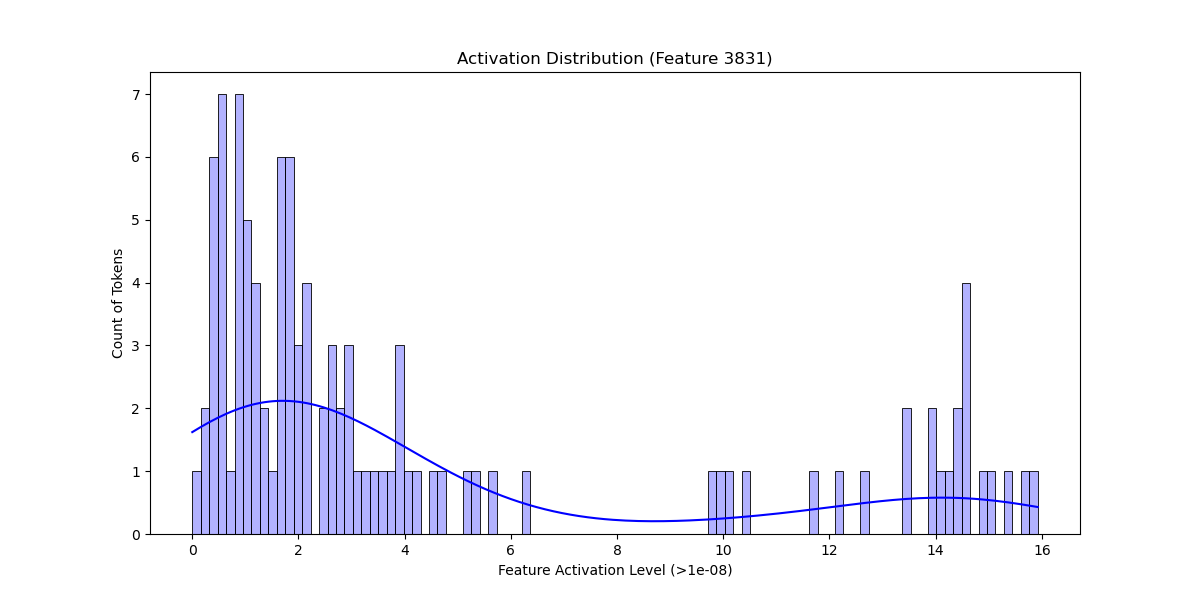 Activation Distribution (Feature 3831)
7
6
5
4
3
2
1
0
Count of Tokens
0 2 4 6 8 10 12 14 16
Feature Activation Level (>1e-08)